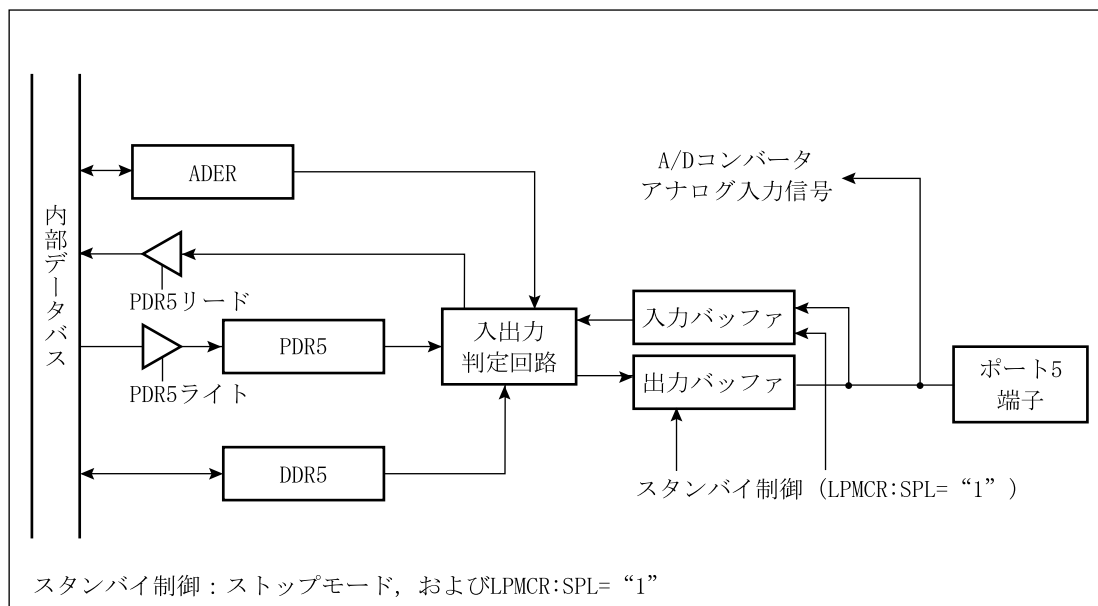 A/Dコンバータ
アナログ入力信号
ADER
内部データバス
PDR5リード
PDR5
PDR5ライト
入出力
判定回路
入力バッファ
出力バッファ
ポート5
端子
DDR5
スタンバイ制御 (LPMCR:SPL= “1” )
スタンバイ制御：ストップモード, およびLPMCR:SPL= “1”